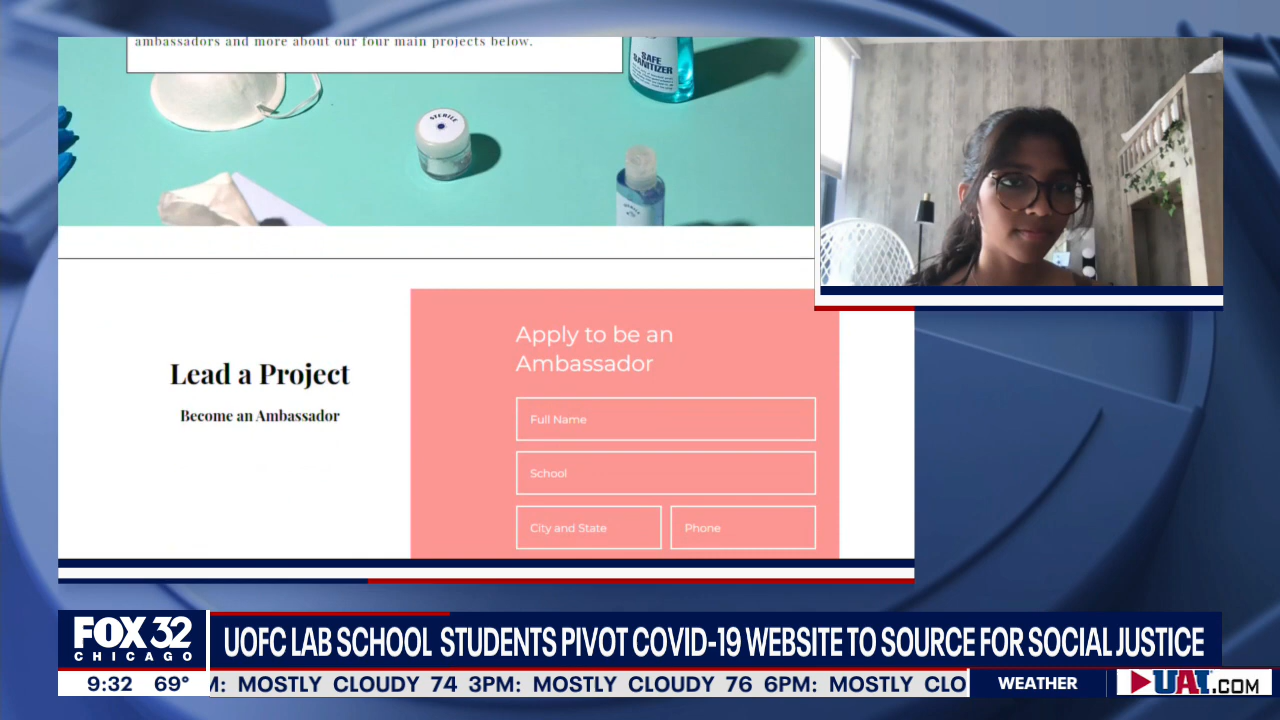 ambassadors and more about our four main projects below.
SAFE
SANITIZER
STERILE
Lead a Project
Become an Ambassador
Apply to be an
Ambassador
Full Name
School
City and State
Phone
FOX 32
CHICAGO
UOFC LAB SCHOOL STUDENTS PIVOT COVID-19 WEBSITE TO SOURCE FOR SOCIAL JUSTICE
9:32 69° M: MOSTLY CLOUDY 74 3PM: MOSTLY CLOUDY 76 6PM: MOSTLY CLO
WEATHER
UAT.COM